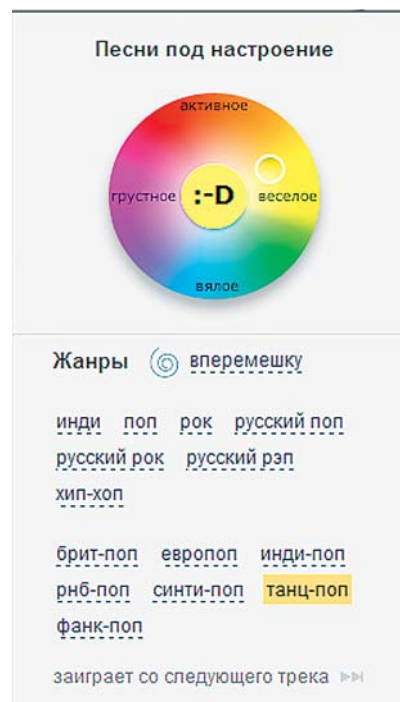 Песни под настроение
активное
грустное :-D веселое
вялое
Жанры вперемешку
инди поп рок русский поп
русский рок русский рэп
хип-хоп
брит-поп европоп инди-поп
рнб-поп синти-поп танц-поп
фанк-поп
заиграет со следующего трека